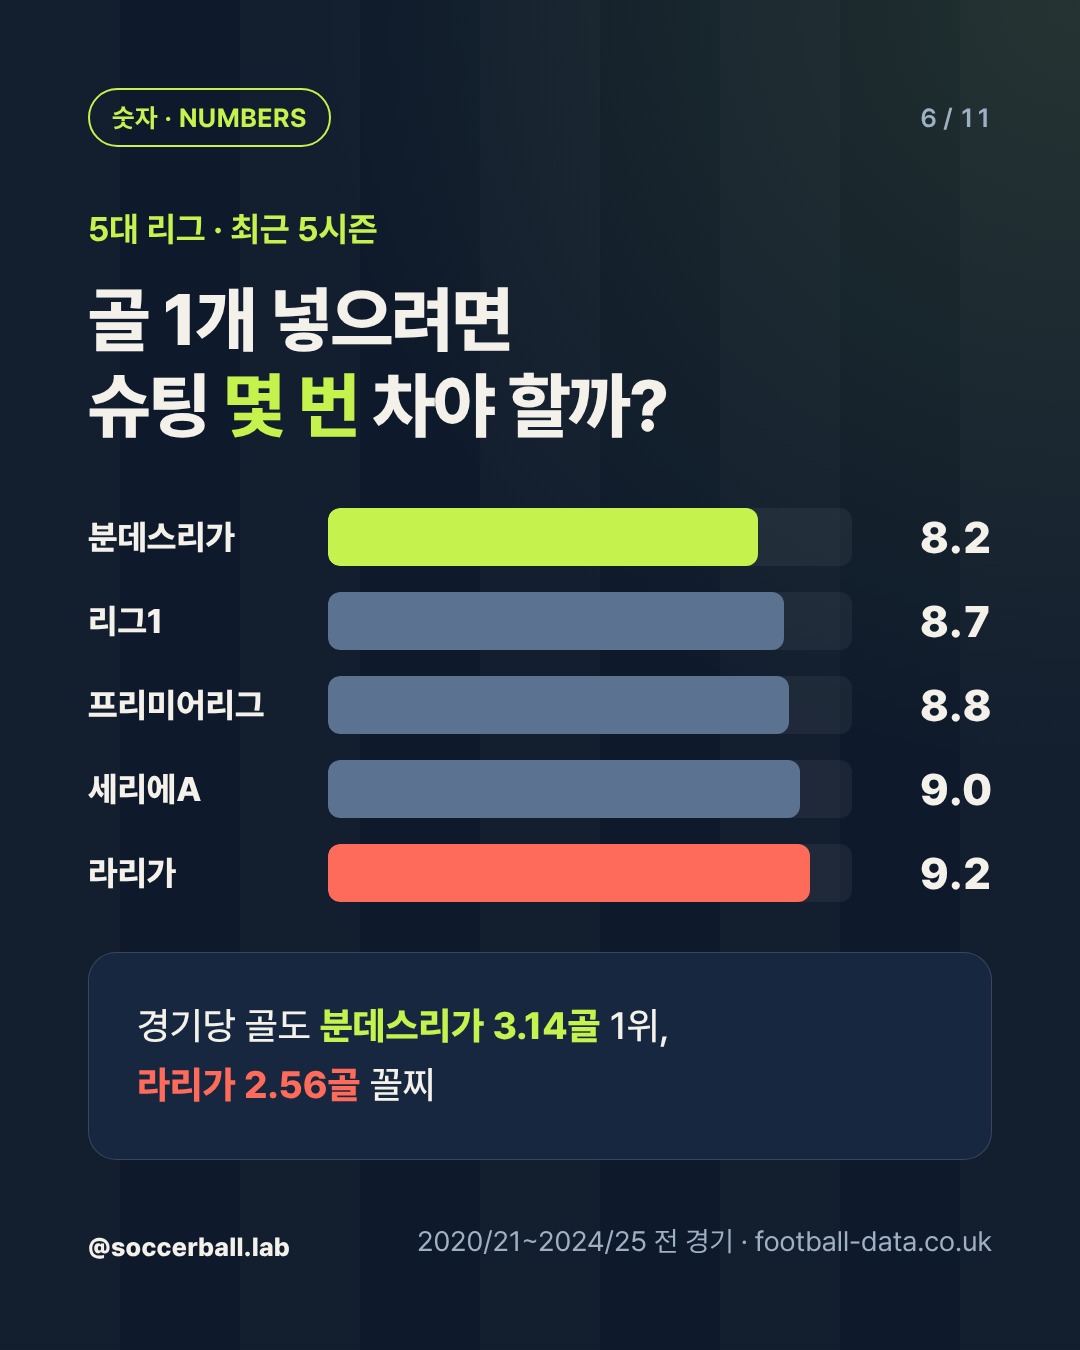 숫자 · NUMBERS
6 / 11
5대 리그 · 최근 5시즌
골 1개 넣으려면
슈팅 몇 번 차야 할까?
분데스리가 8.2
리그1 8.7
프리미어리그 8.8
세리에A 9.0
라리가 9.2
경기당 골도 분데스리가 3.14골 1위,
라리가 2.56골 꼴찌
@soccerball.lab
2020/21~2024/25 전 경기 · football-data.co.uk